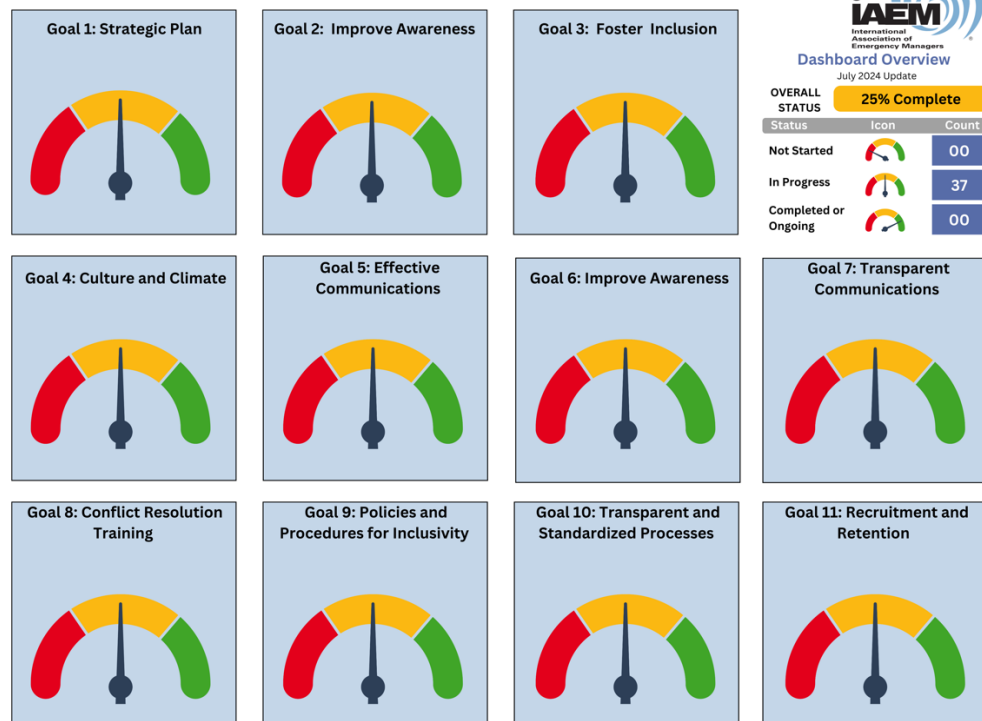 Goal 1: Strategic Plan
Goal 2: Improve Awareness
Goal 3: Foster Inclusion
IAEM
International
Association of
Emergency Managers
®
Dashboard Overview
July 2024 Update
OVERALL
STATUS
25% Complete
Status Icon Count
Not Started 00
In Progress 37
Completed or
Ongoing
00
Goal 4: Culture and Climate
Goal 5: Effective
Communications
Goal 6: Improve Awareness
Goal 7: Transparent
Communications
Goal 8: Conflict Resolution
Training
Goal 9: Policies and
Procedures for Inclusivity
Goal 10: Transparent and
Standardized Processes
Goal 11: Recruitment and
Retention